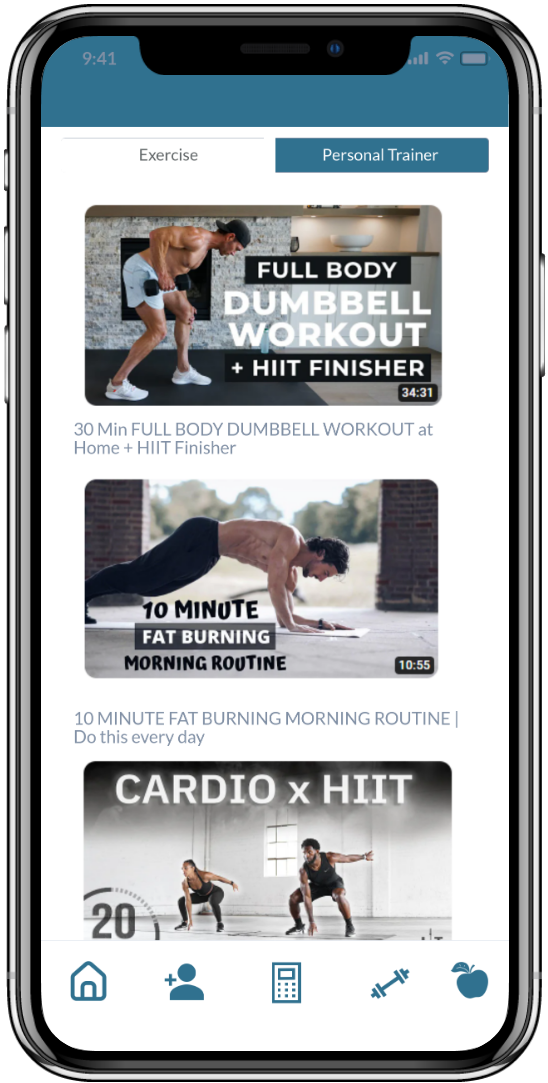 9:41
Exercise
Personal Trainer
FULL BODY
DUMBBELL
WORKOUT
+ HIIT FINISHER
34:31
30 Min FULL BODY DUMBBELL WORKOUT at
Home + HIIT Finisher
10 MINUTE
FAT BURNING
MORNING ROUTINE
10:55
10 MINUTE FAT BURNING MORNING ROUTINE |
Do this every day
CARDIO x HIIT
20